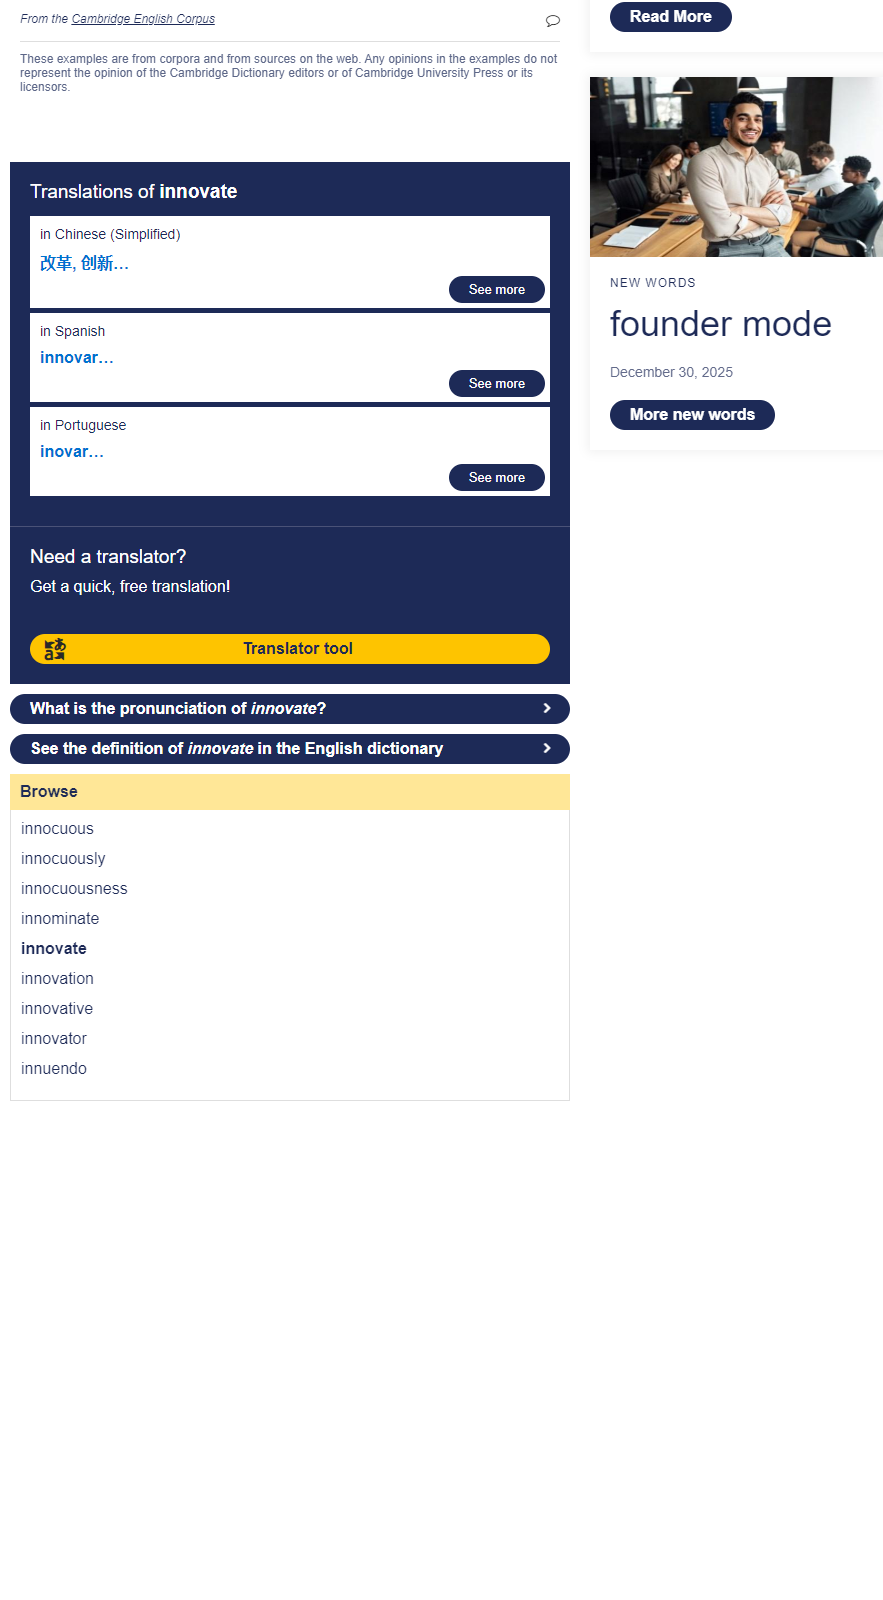 From the Cambridge English Corpus
These examples are from corpora and from sources on the web. Any opinions in the examples do not
represent the opinion of the Cambridge Dictionary editors or of Cambridge University Press or its
licensors.
Translations of innovate
in Chinese (Simplified)
改革, 创新…
See more
in Spanish
innovar…
See more
in Portuguese
inovar…
See more
Need a translator?
Get a quick, free translation!
Translator tool
What is the pronunciation of innovate?
See the definition of innovate in the English dictionary
Browse
innocuous
innocuously
innocuousness
innominate
innovate
innovation
innovative
innovator
innuendo
Read More
NEW WORDS
founder mode
December 30, 2025
More new words